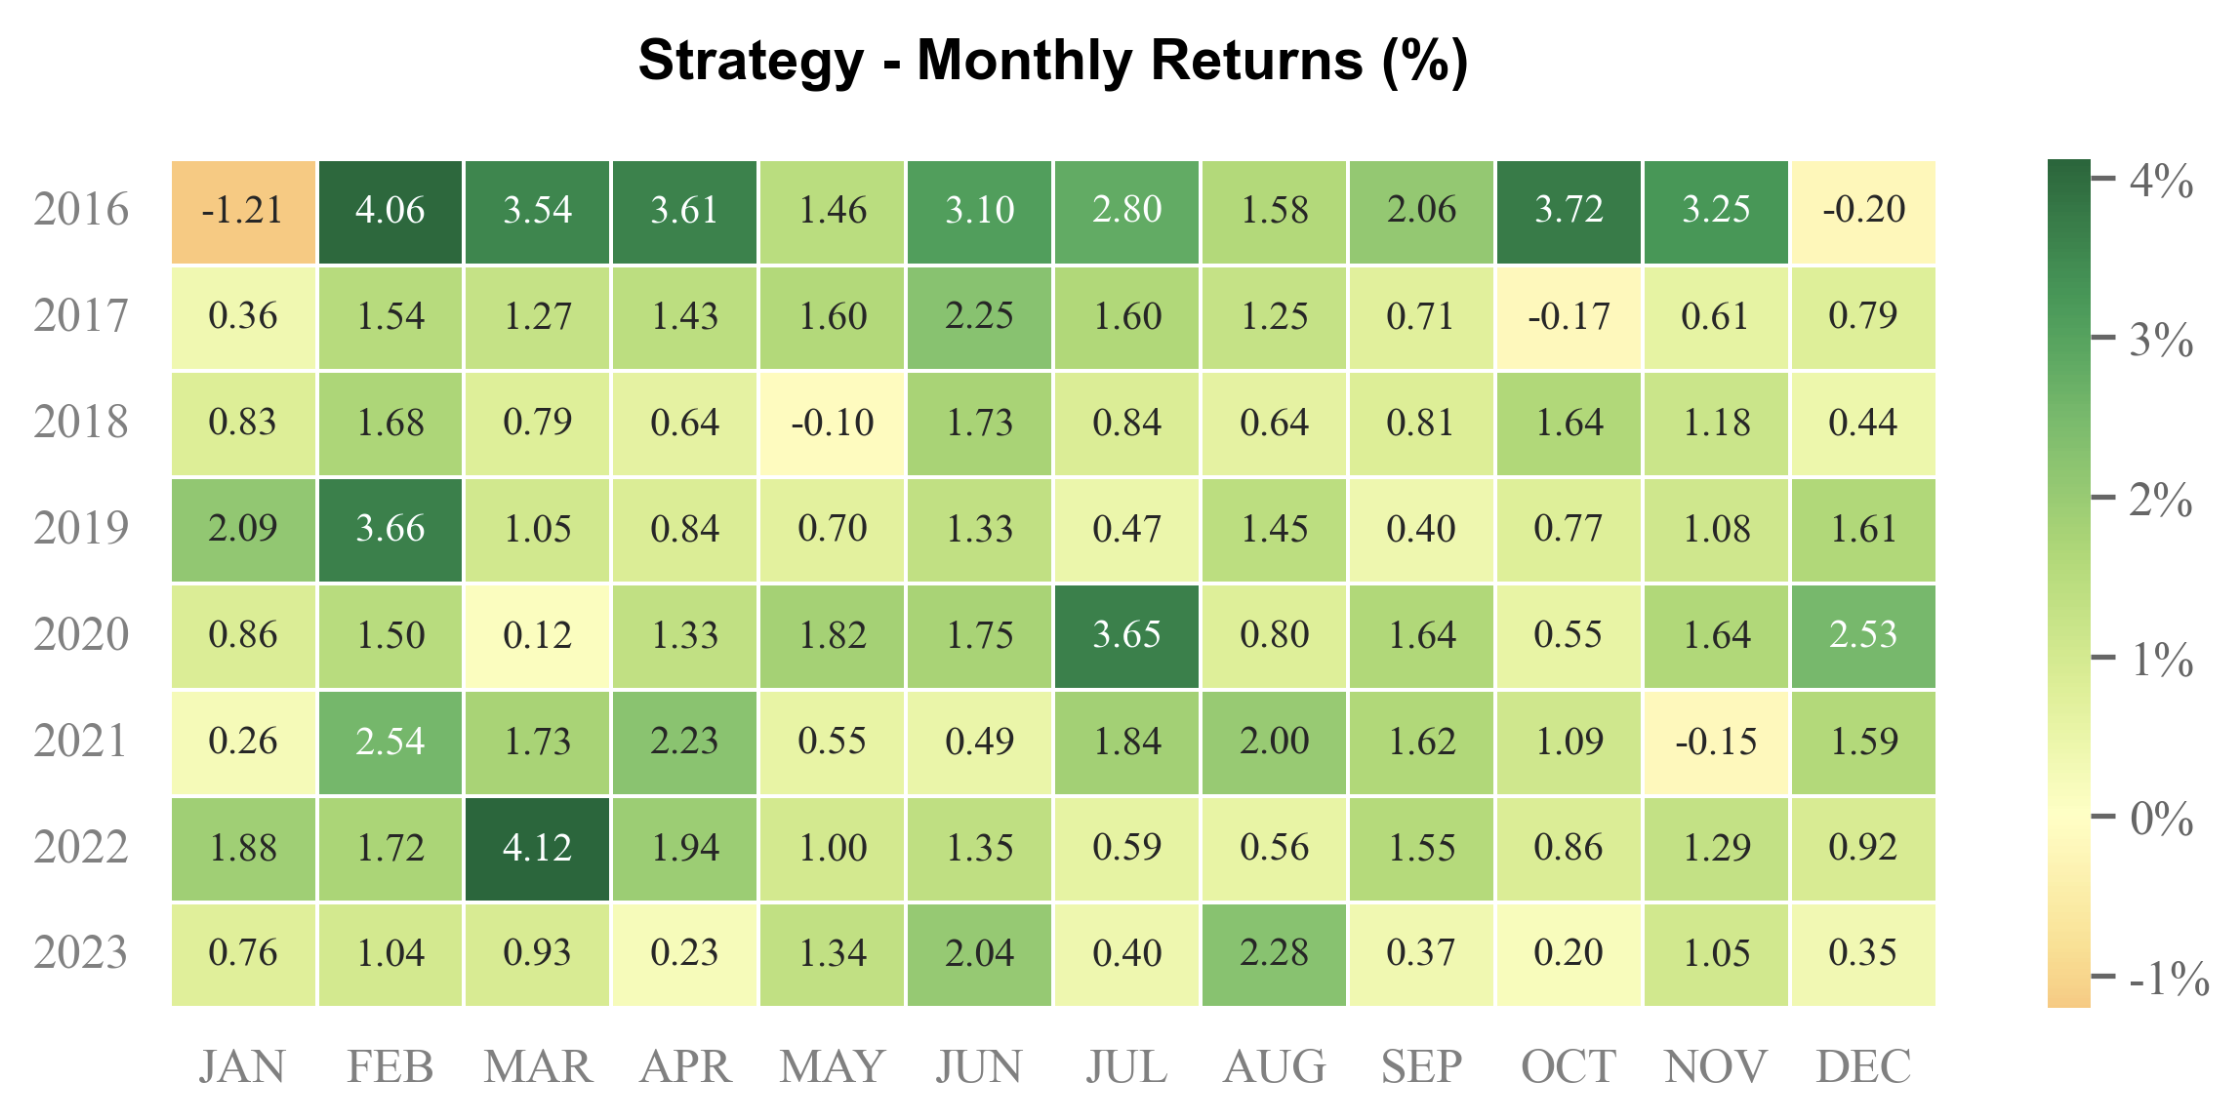 Strategy - Monthly Returns (%)
2016 -1.21 4.06 3.54 3.61 1.46 3.10 2.80 1.58 2.06 3.72 3.25 -0.20
2017 0.36 1.54 1.27 1.43 1.60 2.25 1.60 1.25 0.71 -0.17 0.61 0.79
2018 0.83 1.68 0.79 0.64 -0.10 1.73 0.84 0.64 0.81 1.64 1.18 0.44
2019 2.09 3.66 1.05 0.84 0.70 1.33 0.47 1.45 0.40 0.77 1.08 1.61
2020 0.86 1.50 0.12 1.33 1.82 1.75 3.65 0.80 1.64 0.55 1.64 2.53
2021 0.26 2.54 1.73 2.23 0.55 0.49 1.84 2.00 1.62 1.09 -0.15 1.59
2022 1.88 1.72 4.12 1.94 1.00 1.35 0.59 0.56 1.55 0.86 1.29 0.92
2023 0.76 1.04 0.93 0.23 1.34 2.04 0.40 2.28 0.37 0.20 1.05 0.35
JAN FEB MAR APR MAY JUN JUL AUG SEP OCT NOV DEC
4%
3%
2%
1%
0%
-1%